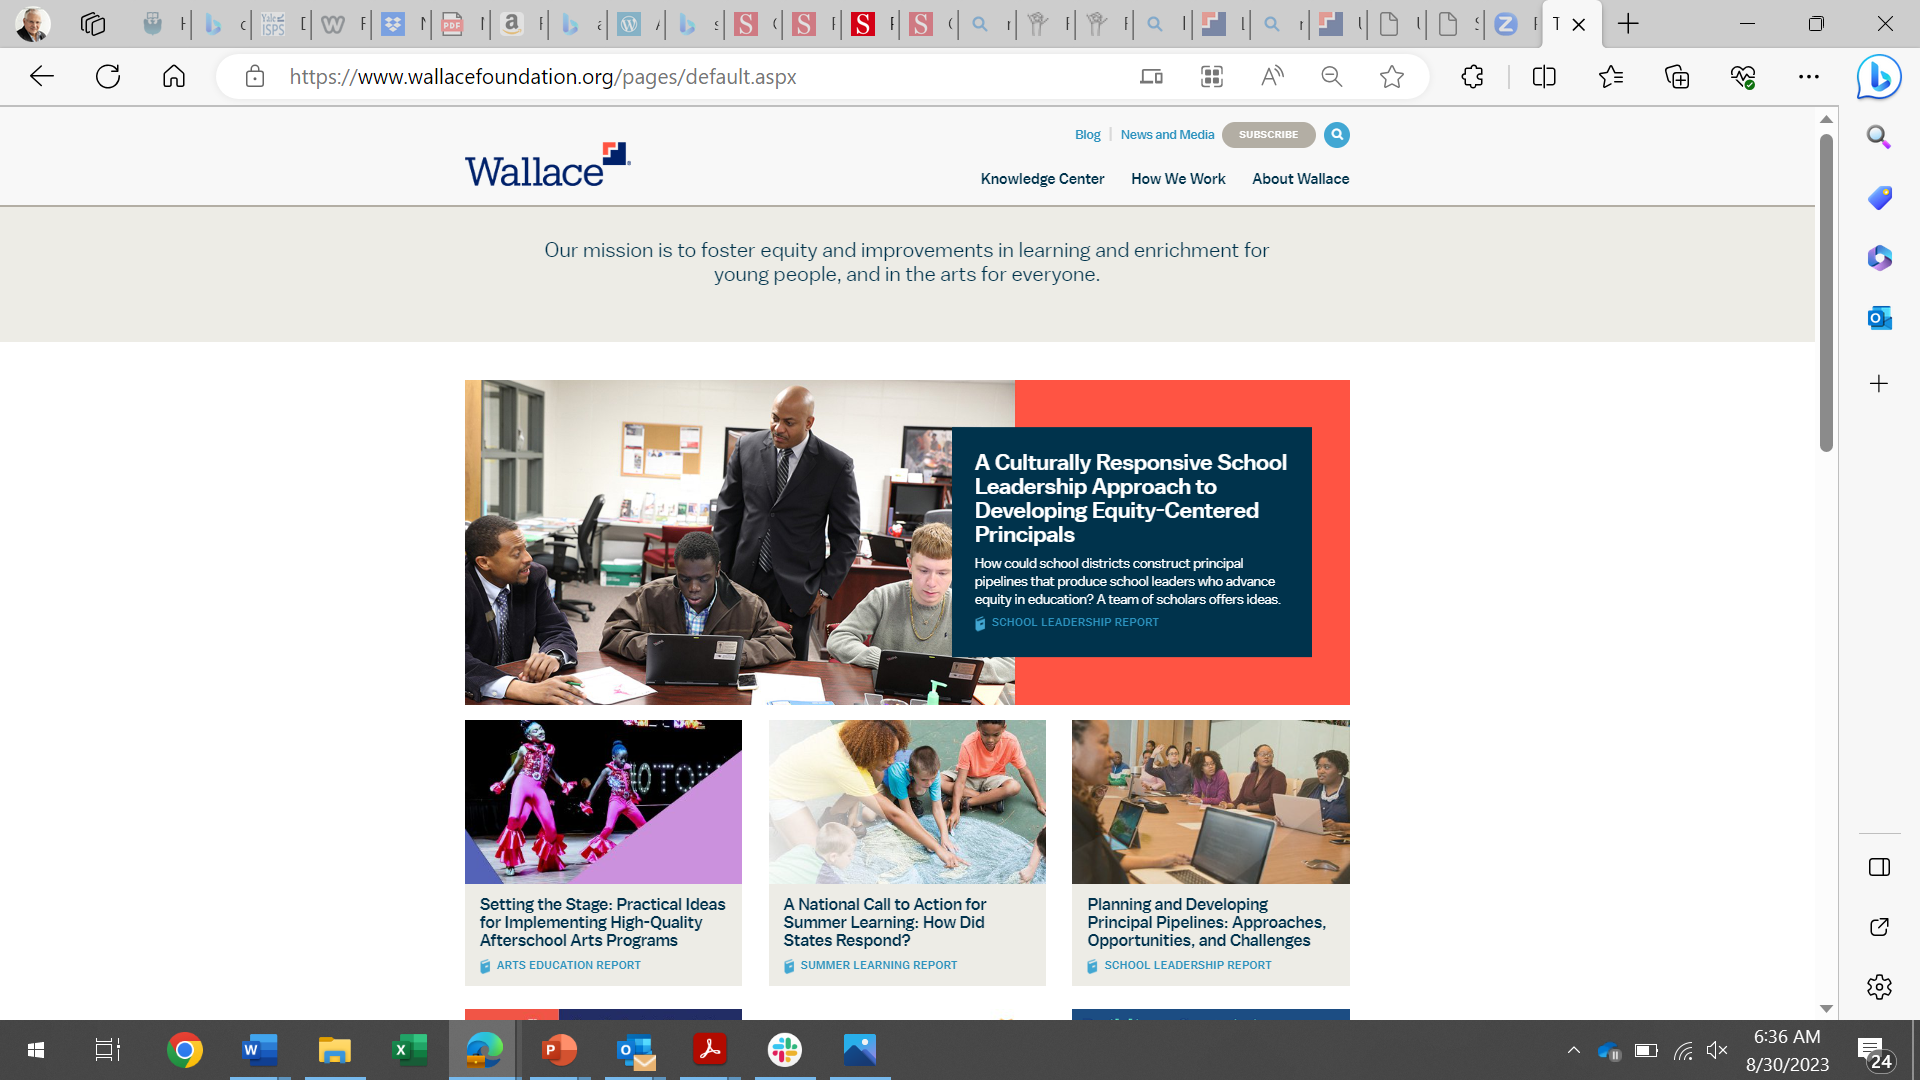 https://www.wallacefoundation.org/pages/default.aspx
Blog
News and Media
SUBSCRIBE
Wallace
Knowledge Center
How We Work
About Wallace
Our mission is to foster equity and improvements in learning and enrichment for
young people, and in the arts for everyone.
A Culturally Responsive School
Leadership Approach to
Developing Equity-Centered
Principals
How could school districts construct principal
pipelines that produce school leaders who advance
equity in education? A team of scholars offers ideas.
SCHOOL LEADERSHIP REPORT
Setting the Stage: Practical Ideas
for Implementing High-Quality
Afterschool Arts Programs
ARTS EDUCATION REPORT
A National Call to Action for
Summer Learning: How Did
States Respond?
SUMMER LEARNING REPORT
Planning and Developing
Principal Pipelines: Approaches,
Opportunities, and Challenges
SCHOOL LEADERSHIP REPORT
6:36 AM
8/30/2023
24